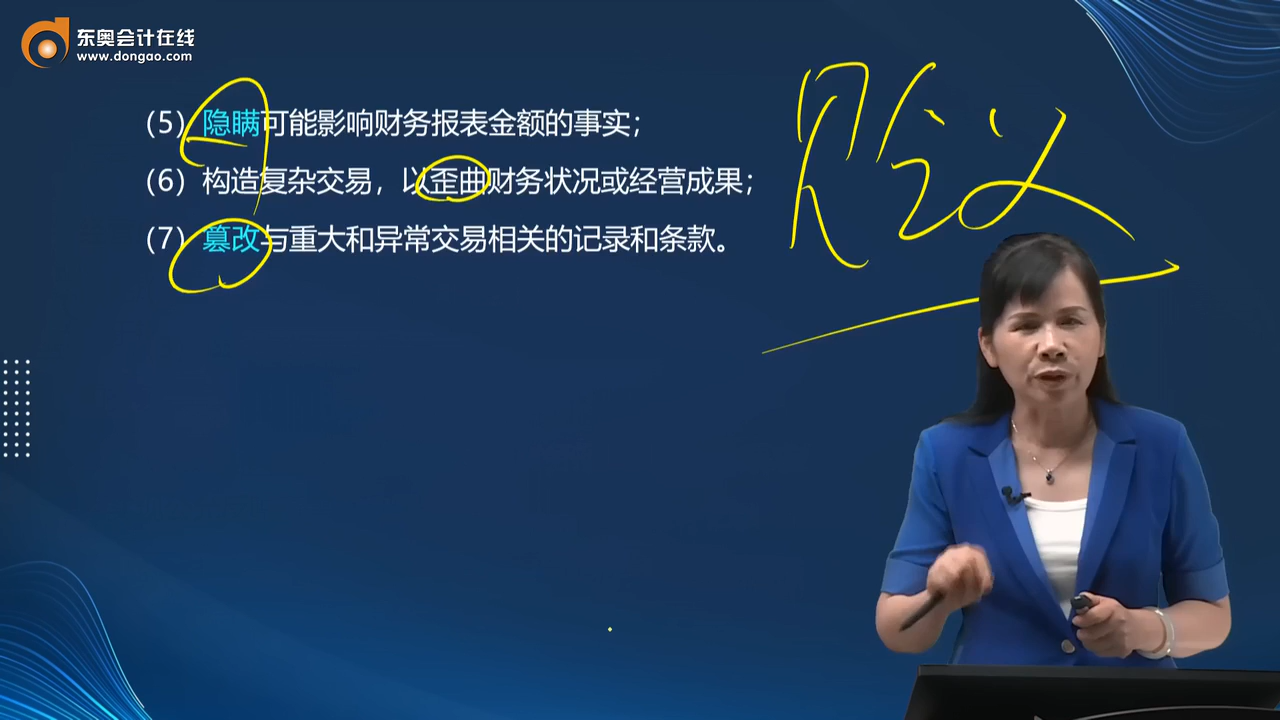 东奥会计在线
www.dongao.com
（5）隐瞒可能影响财务报表金额的事实；
（6）构造复杂交易，以歪曲财务状况或经营成果；
（7）篡改与重大和异常交易相关的记录和条款。